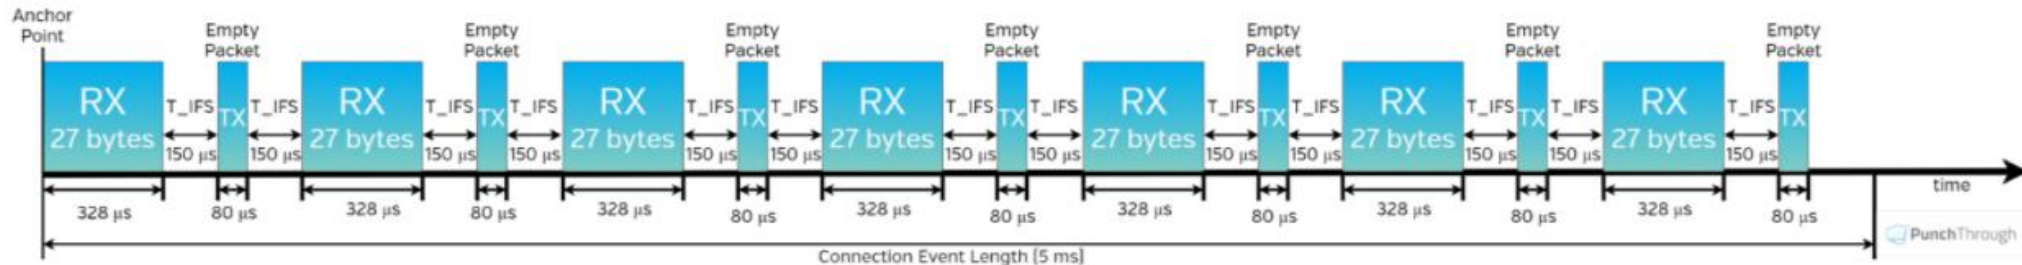 Anchor
Point
Empty
Packet
Empty
Packet
Empty
Packet
Empty
Packet
Empty
Packet
Empty
Packet
Empty
Packet
RX
27 bytes
T_IFS
150 µs
TX
T_IFS
150 µs
RX
27 bytes
T_IFS
150 µs
TX
T_IFS
150 µs
RX
27 bytes
T_IFS
150 µs
TX
T_IFS
150 µs
RX
27 bytes
T_IFS
150 µs
TX
T_IFS
150 µs
RX
27 bytes
T_IFS
150 µs
TX
T_IFS
150 µs
RX
27 bytes
T_IFS
150 µs
TX
T_IFS
150 µs
RX
27 bytes
T_IFS
150 µs
TX
time
328 µs
80 µs
328 µs
80 µs
328 µs
80 µs
328 µs
80 µs
328 µs
80 µs
328 µs
80 µs
328 µs
80 µs
PunchThrough
Connection Event Length [5 ms]